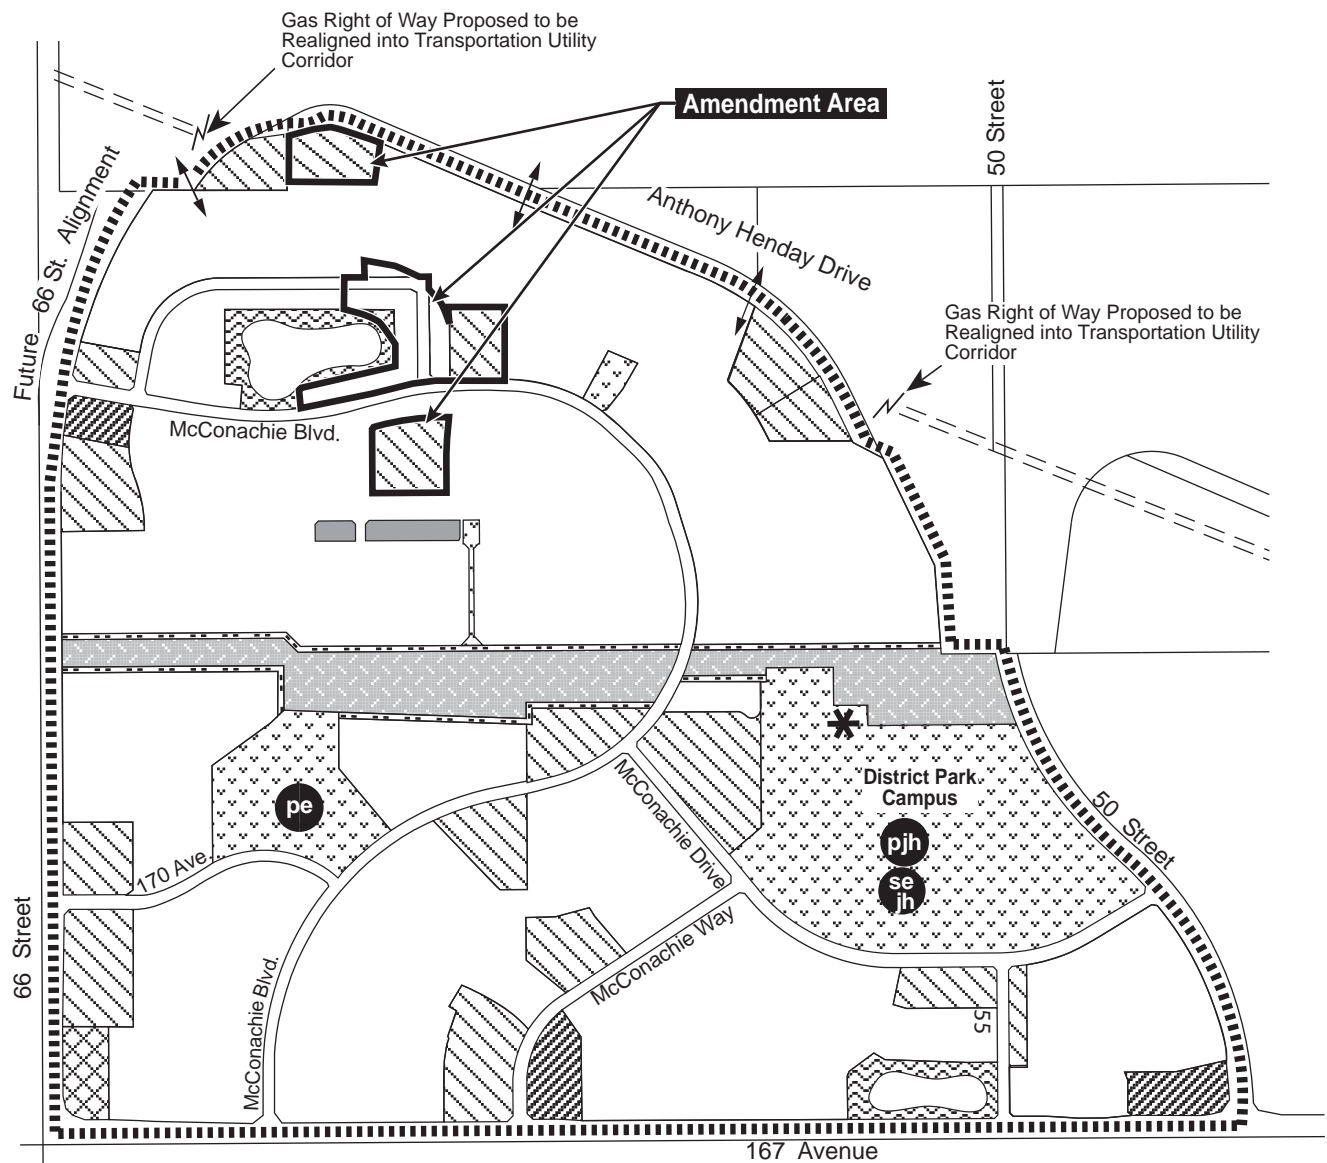 Gas Right of Way Proposed to be
Realigned into Transportation Utility
Corridor
Amendment Area
50 Street
Future 66 St. Alignment
Anthony Henday Drive
Gas Right of Way Proposed to be
Realigned into Transportation Utility
Corridor
McConachie Blvd.
District Park
Campus
pe
pjh
se
jh
McConachie Drive
50 Street
170 Ave.
McConachie Way
66 Street
McConachie Blvd.
55
167 Avenue